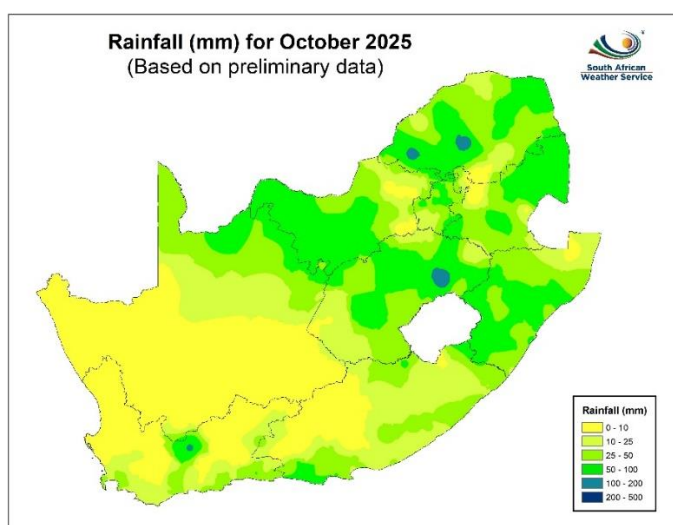 Rainfall (mm) for October 2025
(Based on preliminary data)
South African
Weather Service
Rainfall (mm)
0 - 10
10 - 25
25 - 50
50 - 100
100 - 200
200 - 500